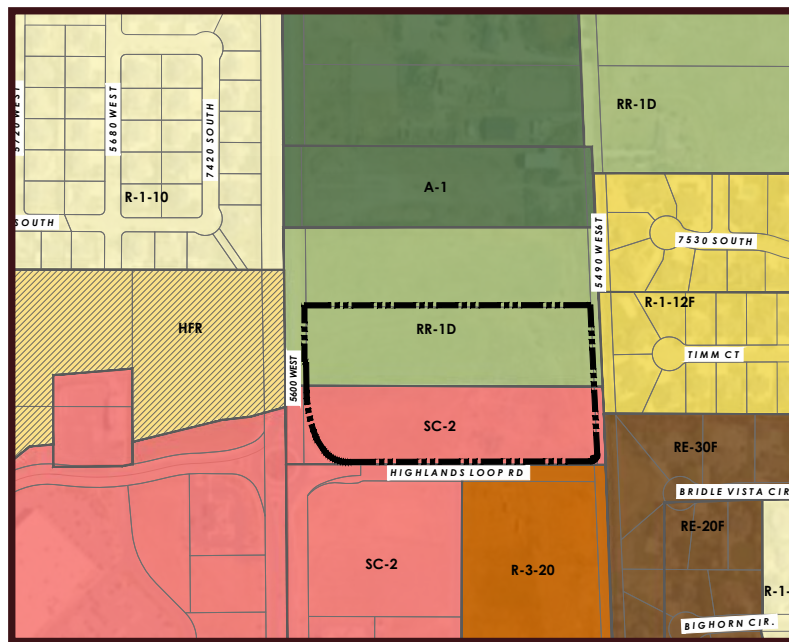 RR-1D
5720 WEST
5680 WEST
7420 SOUTH
A-1
R-1-10
SOUTH
5490 WEST
7530 SOUTH
R-1-12F
HFR
RR-1D
TIMM CT
5600 WEST
SC-2
RE-30F
HIGHLANDS LOOP RD
BRIDLE VISTA CIR
RE-20F
SC-2
R-3-20
R-1-
BIGHORN CIR.